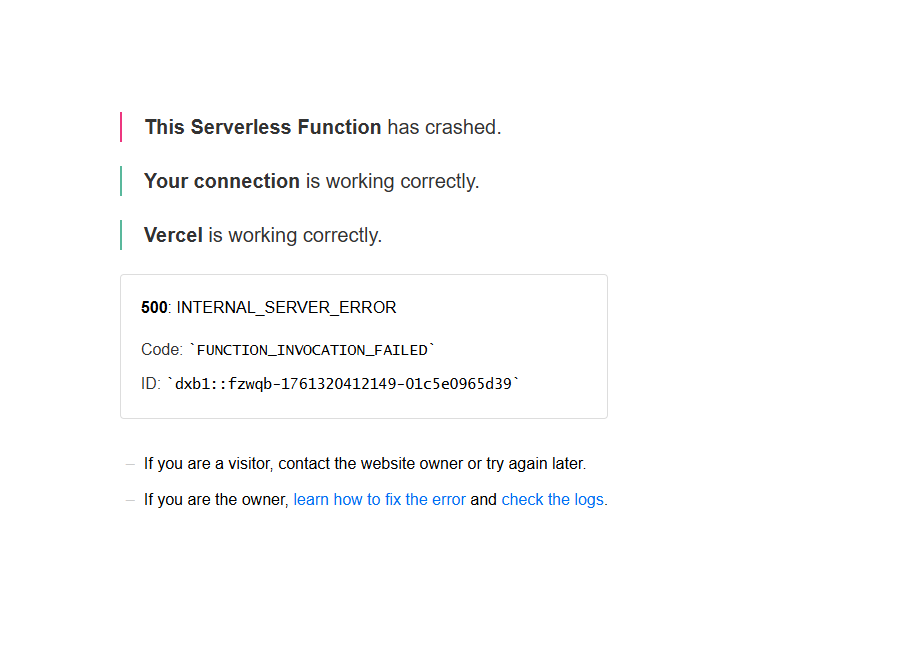 This Serverless Function has crashed.
Your connection is working correctly.
Vercel is working correctly.
500: INTERNAL_SERVER_ERROR
Code: `FUNCTION_INVOCATION_FAILED`
ID: `dxb1::fzwqb-1761320412149-01c5e0965d39`
– If you are a visitor, contact the website owner or try again later.
– If you are the owner, learn how to fix the error and check the logs.